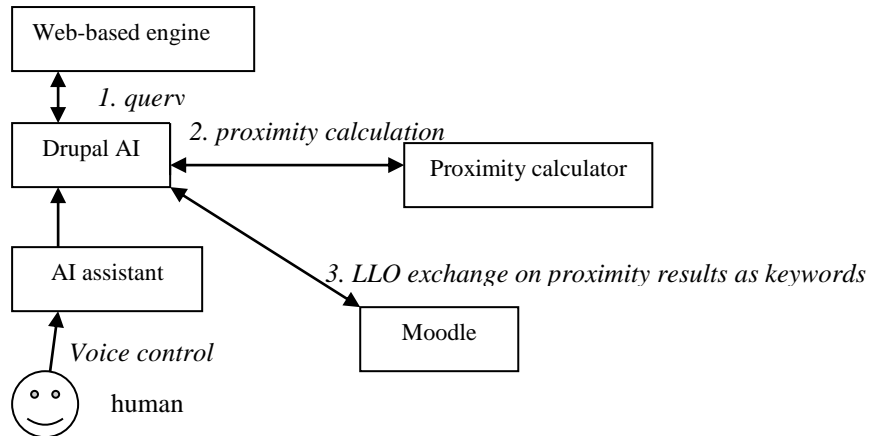 Web-based engine
1. query
Drupal AI
2. proximity calculation
Proximity calculator
AI assistant
3. LLO exchange on proximity results as keywords
Moodle
Voice control
human